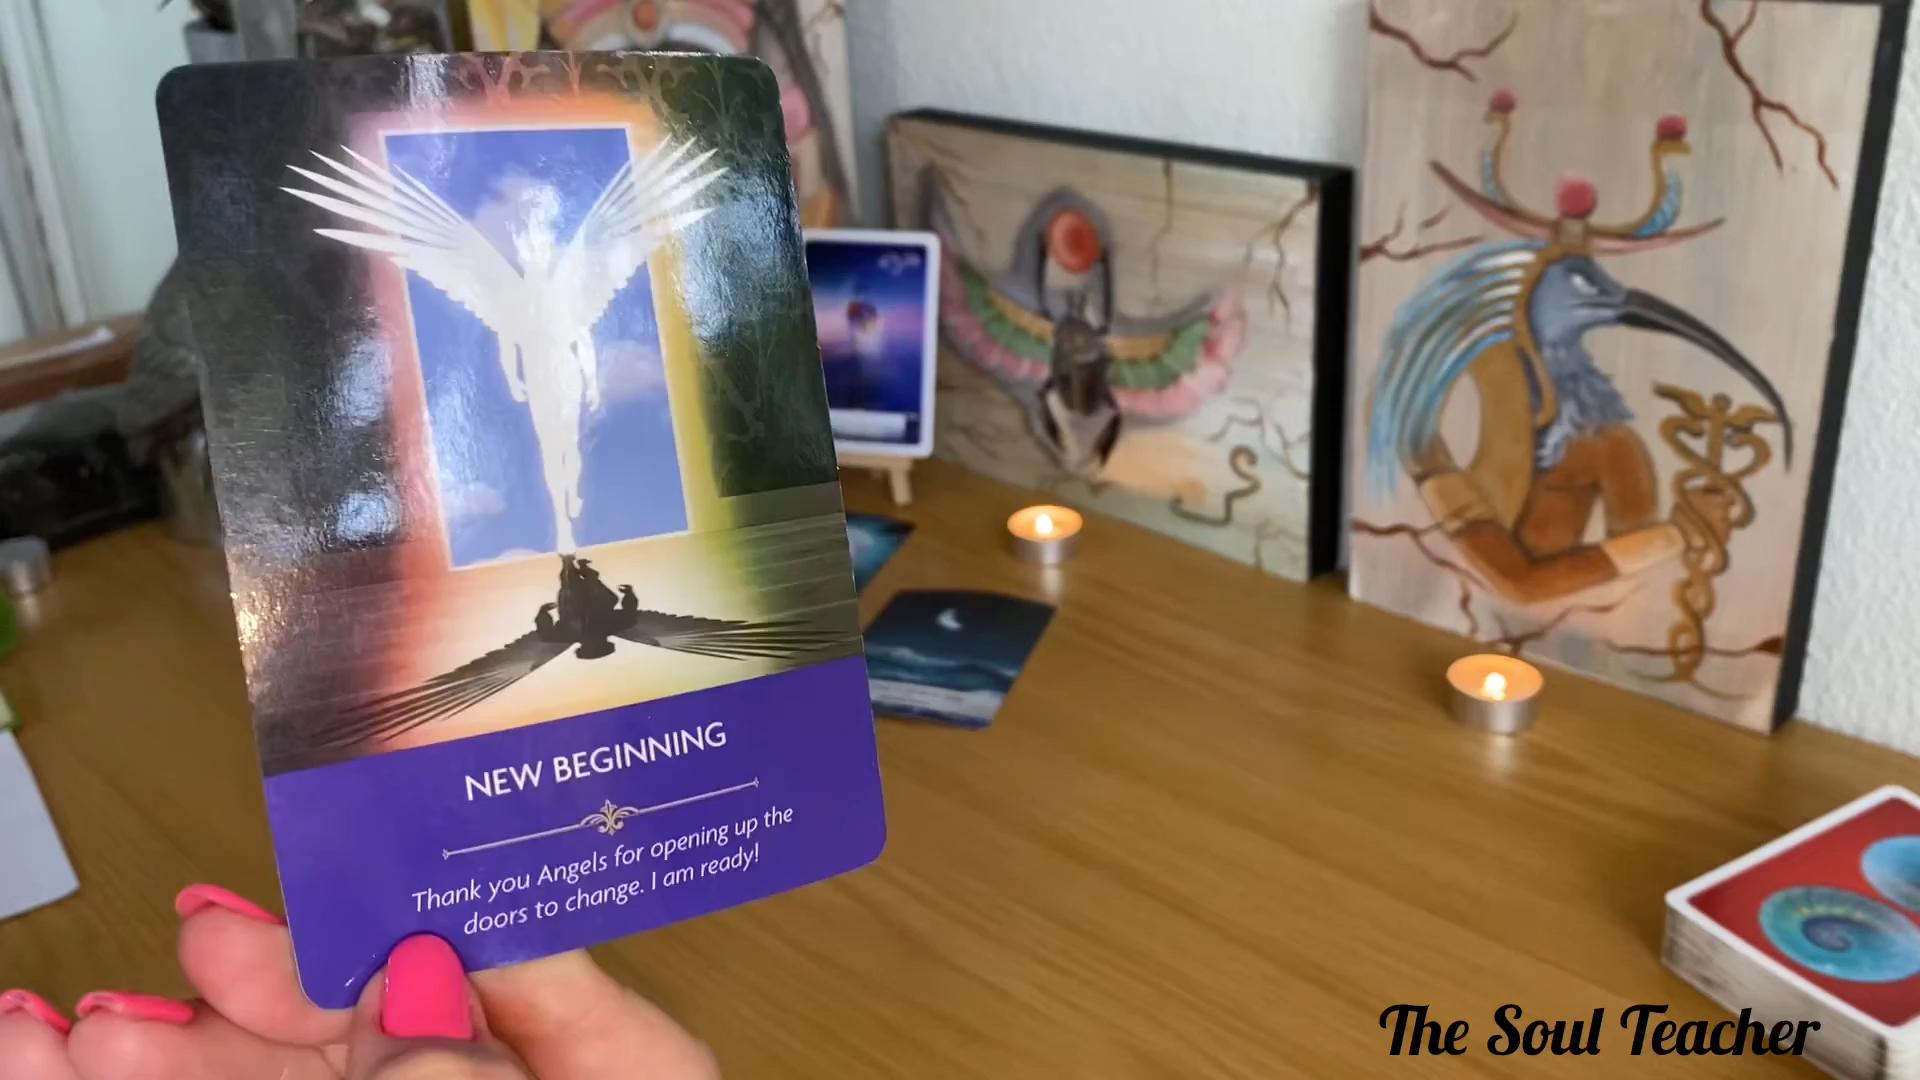 NEW BEGINNING
Thank you Angels for opening up the
doors to change. I am ready!
The Soul Teacher